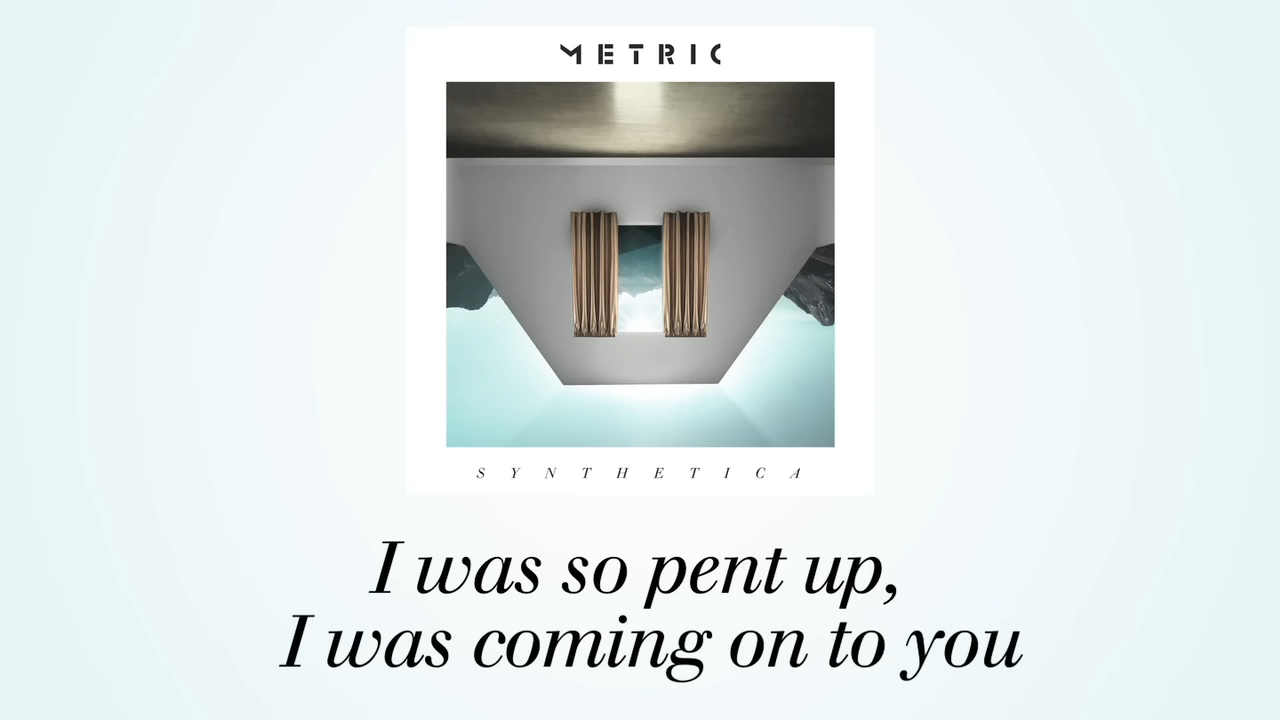 METRIC
SYNTHETICA
I was so pent up,
I was coming on to you